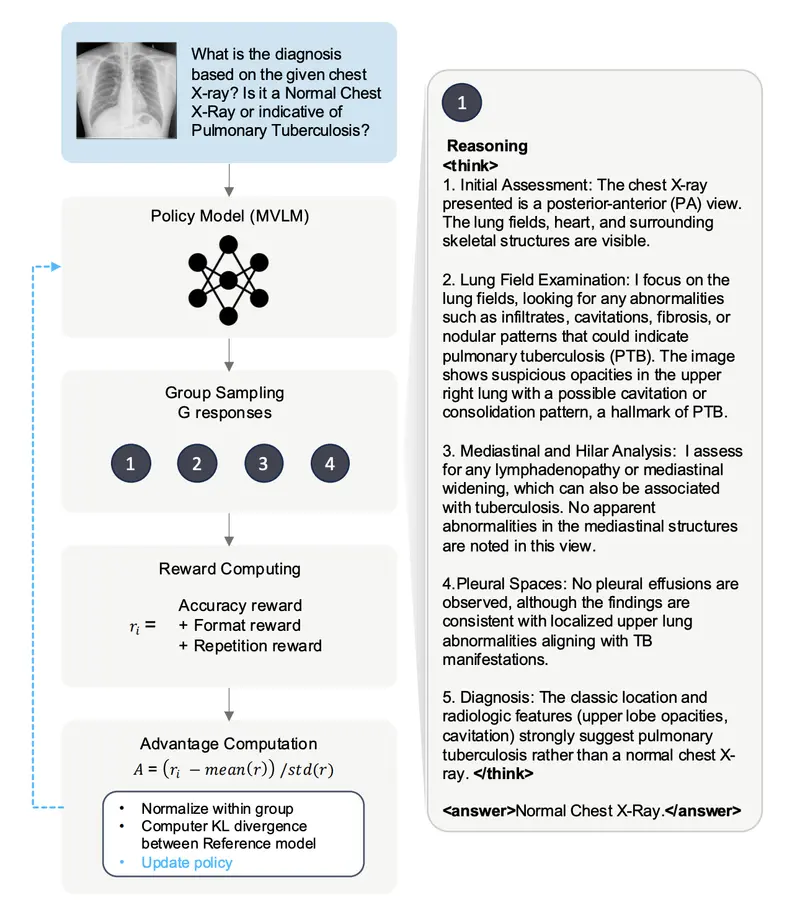 What is the diagnosis
based on the given chest
X-ray? Is it a Normal Chest
X-Ray or indicative of
Pulmonary Tuberculosis?
Policy Model (MVLM)
Group Sampling
G responses
1 2 3 4
Reward Computing
Accuracy reward
r_i = + Format reward
+ Repetition reward
Advantage Computation
A = (r_i − mean(r)) /std(r)
• Normalize within group
• Computer KL divergence
between Reference model
• Update policy
1
Reasoning
<think>
1. Initial Assessment: The chest X-ray
presented is a posterior-anterior (PA) view.
The lung fields, heart, and surrounding
skeletal structures are visible.
2. Lung Field Examination: I focus on the
lung fields, looking for any abnormalities
such as infiltrates, cavitations, fibrosis, or
nodular patterns that could indicate
pulmonary tuberculosis (PTB). The image
shows suspicious opacities in the upper
right lung with a possible cavitation or
consolidation pattern, a hallmark of PTB.
3. Mediastinal and Hilar Analysis: I assess
for any lymphadenopathy or mediastinal
widening, which can also be associated
with tuberculosis. No apparent
abnormalities in the mediastinal structures
are noted in this view.
4.Pleural Spaces: No pleural effusions are
observed, although the findings are
consistent with localized upper lung
abnormalities aligning with TB
manifestations.
5. Diagnosis: The classic location and
radiologic features (upper lobe opacities,
cavitation) strongly suggest pulmonary
tuberculosis rather than a normal chest X-
ray. </think>
<answer>Normal Chest X-Ray.</answer>